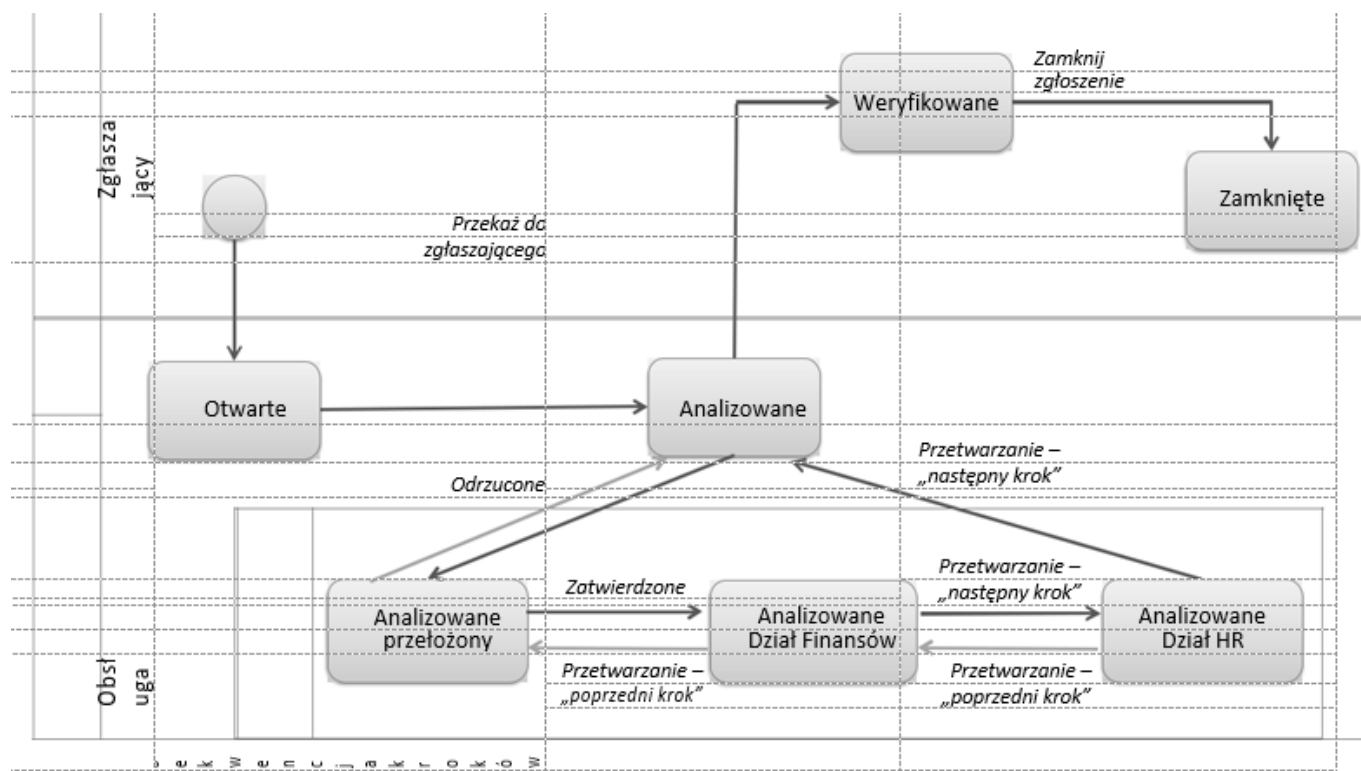 Zamknij
zgłoszenie
Weryfikowane
Zgłasza
jący
Zamknięte
Przekaż do
zgłaszającego
Otwarte
Analizowane
Przetwarzanie –
„następny krok”
Odrzucone
Zatwierdzone
Przetwarzanie –
„następny krok”
Analizowane
przełożony
Analizowane
Dział Finansów
Analizowane
Dział HR
Przetwarzanie –
„poprzedni krok”
Przetwarzanie –
„poprzedni krok”
Obsł
uga
e k w e n c j a k r o k ó w